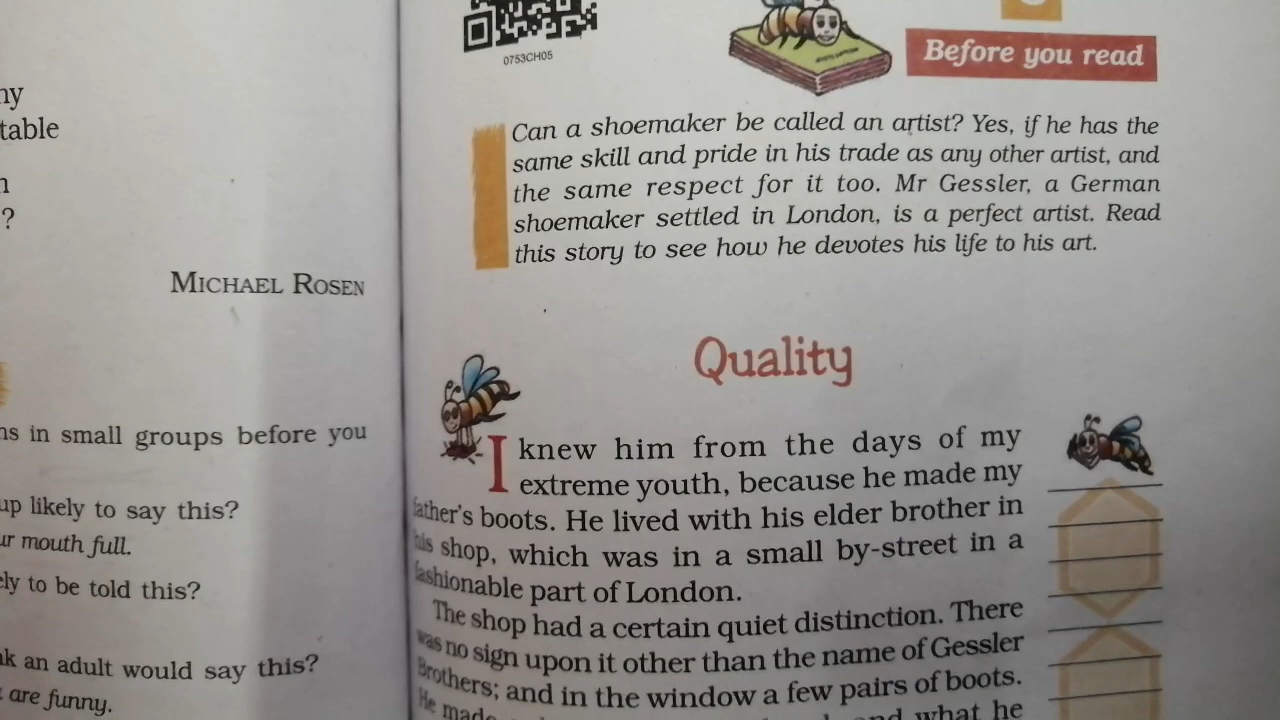 table
?
MICHAEL ROSEN
in small groups before you
likely to say this?
mouth full.
to be told this?
an adult would say this?
are funny.
0753CH05
Before you read
Can a shoemaker be called an artist? Yes, if he has the
same skill and pride in his trade as any other artist, and
the same respect for it too. Mr Gessler, a German
shoemaker settled in London, is a perfect artist. Read
this story to see how he devotes his life to his art.
Quality
I knew him from the days of my
extreme youth, because he made my
father's boots. He lived with his elder brother in
his shop, which was in a small by-street in a
fashionable part of London.
The shop had a certain quiet distinction. There
was no sign upon it other than the name of Gessler
Brothers; and in the window a few pairs of boots.
He made and what he